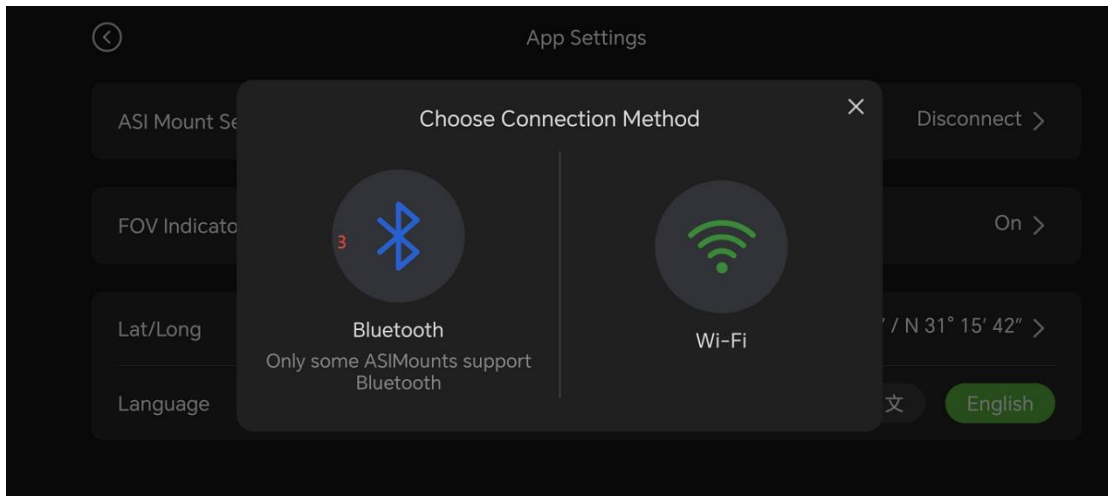 App Settings
Choose Connection Method
ASI Mount Se
Disconnect
FOV Indicato
On
3
Bluetooth
Only some ASIMounts support
Bluetooth
Wi-Fi
Lat/Long
/ N 31° 15′ 42″
Language
文
English